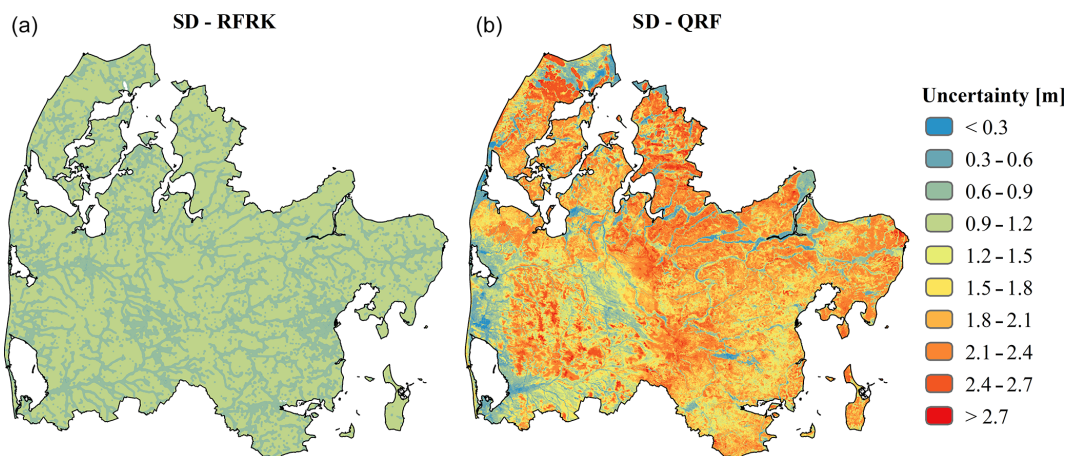 (a) SD - RFRK
(b) SD - QRF
Uncertainty [m]
< 0.3
0.3 – 0.6
0.6 – 0.9
0.9 – 1.2
1.2 – 1.5
1.5 – 1.8
1.8 – 2.1
2.1 – 2.4
2.4 – 2.7
> 2.7